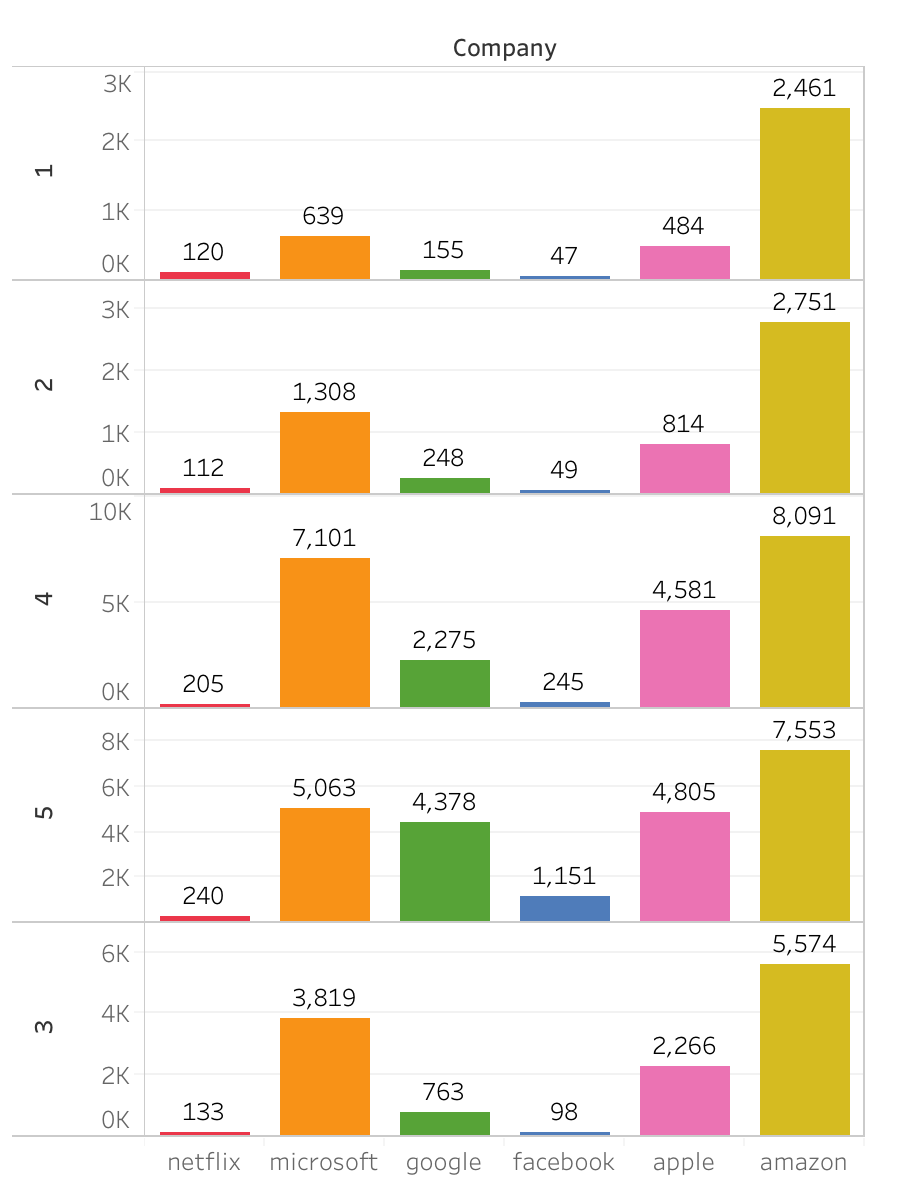 Company
3K
2K
1K
0K
1
120
639
155
47
484
2,461
3K
2K
1K
0K
2
112
1,308
248
49
814
2,751
10K
5K
0K
4
205
7,101
2,275
245
4,581
8,091
8K
6K
4K
2K
5
240
5,063
4,378
1,151
4,805
7,553
6K
4K
2K
0K
3
133
3,819
763
98
2,266
5,574
netflix microsoft google facebook apple amazon